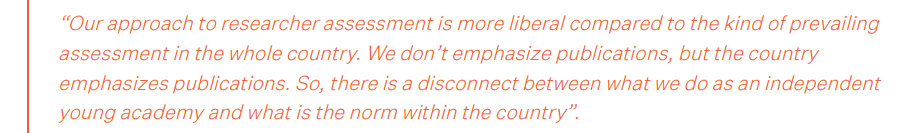 “Our approach to researcher assessment is more liberal compared to the kind of prevailing
assessment in the whole country. We don’t emphasize publications, but the country
emphasizes publications. So, there is a disconnect between what we do as an independent
young academy and what is the norm within the country”.